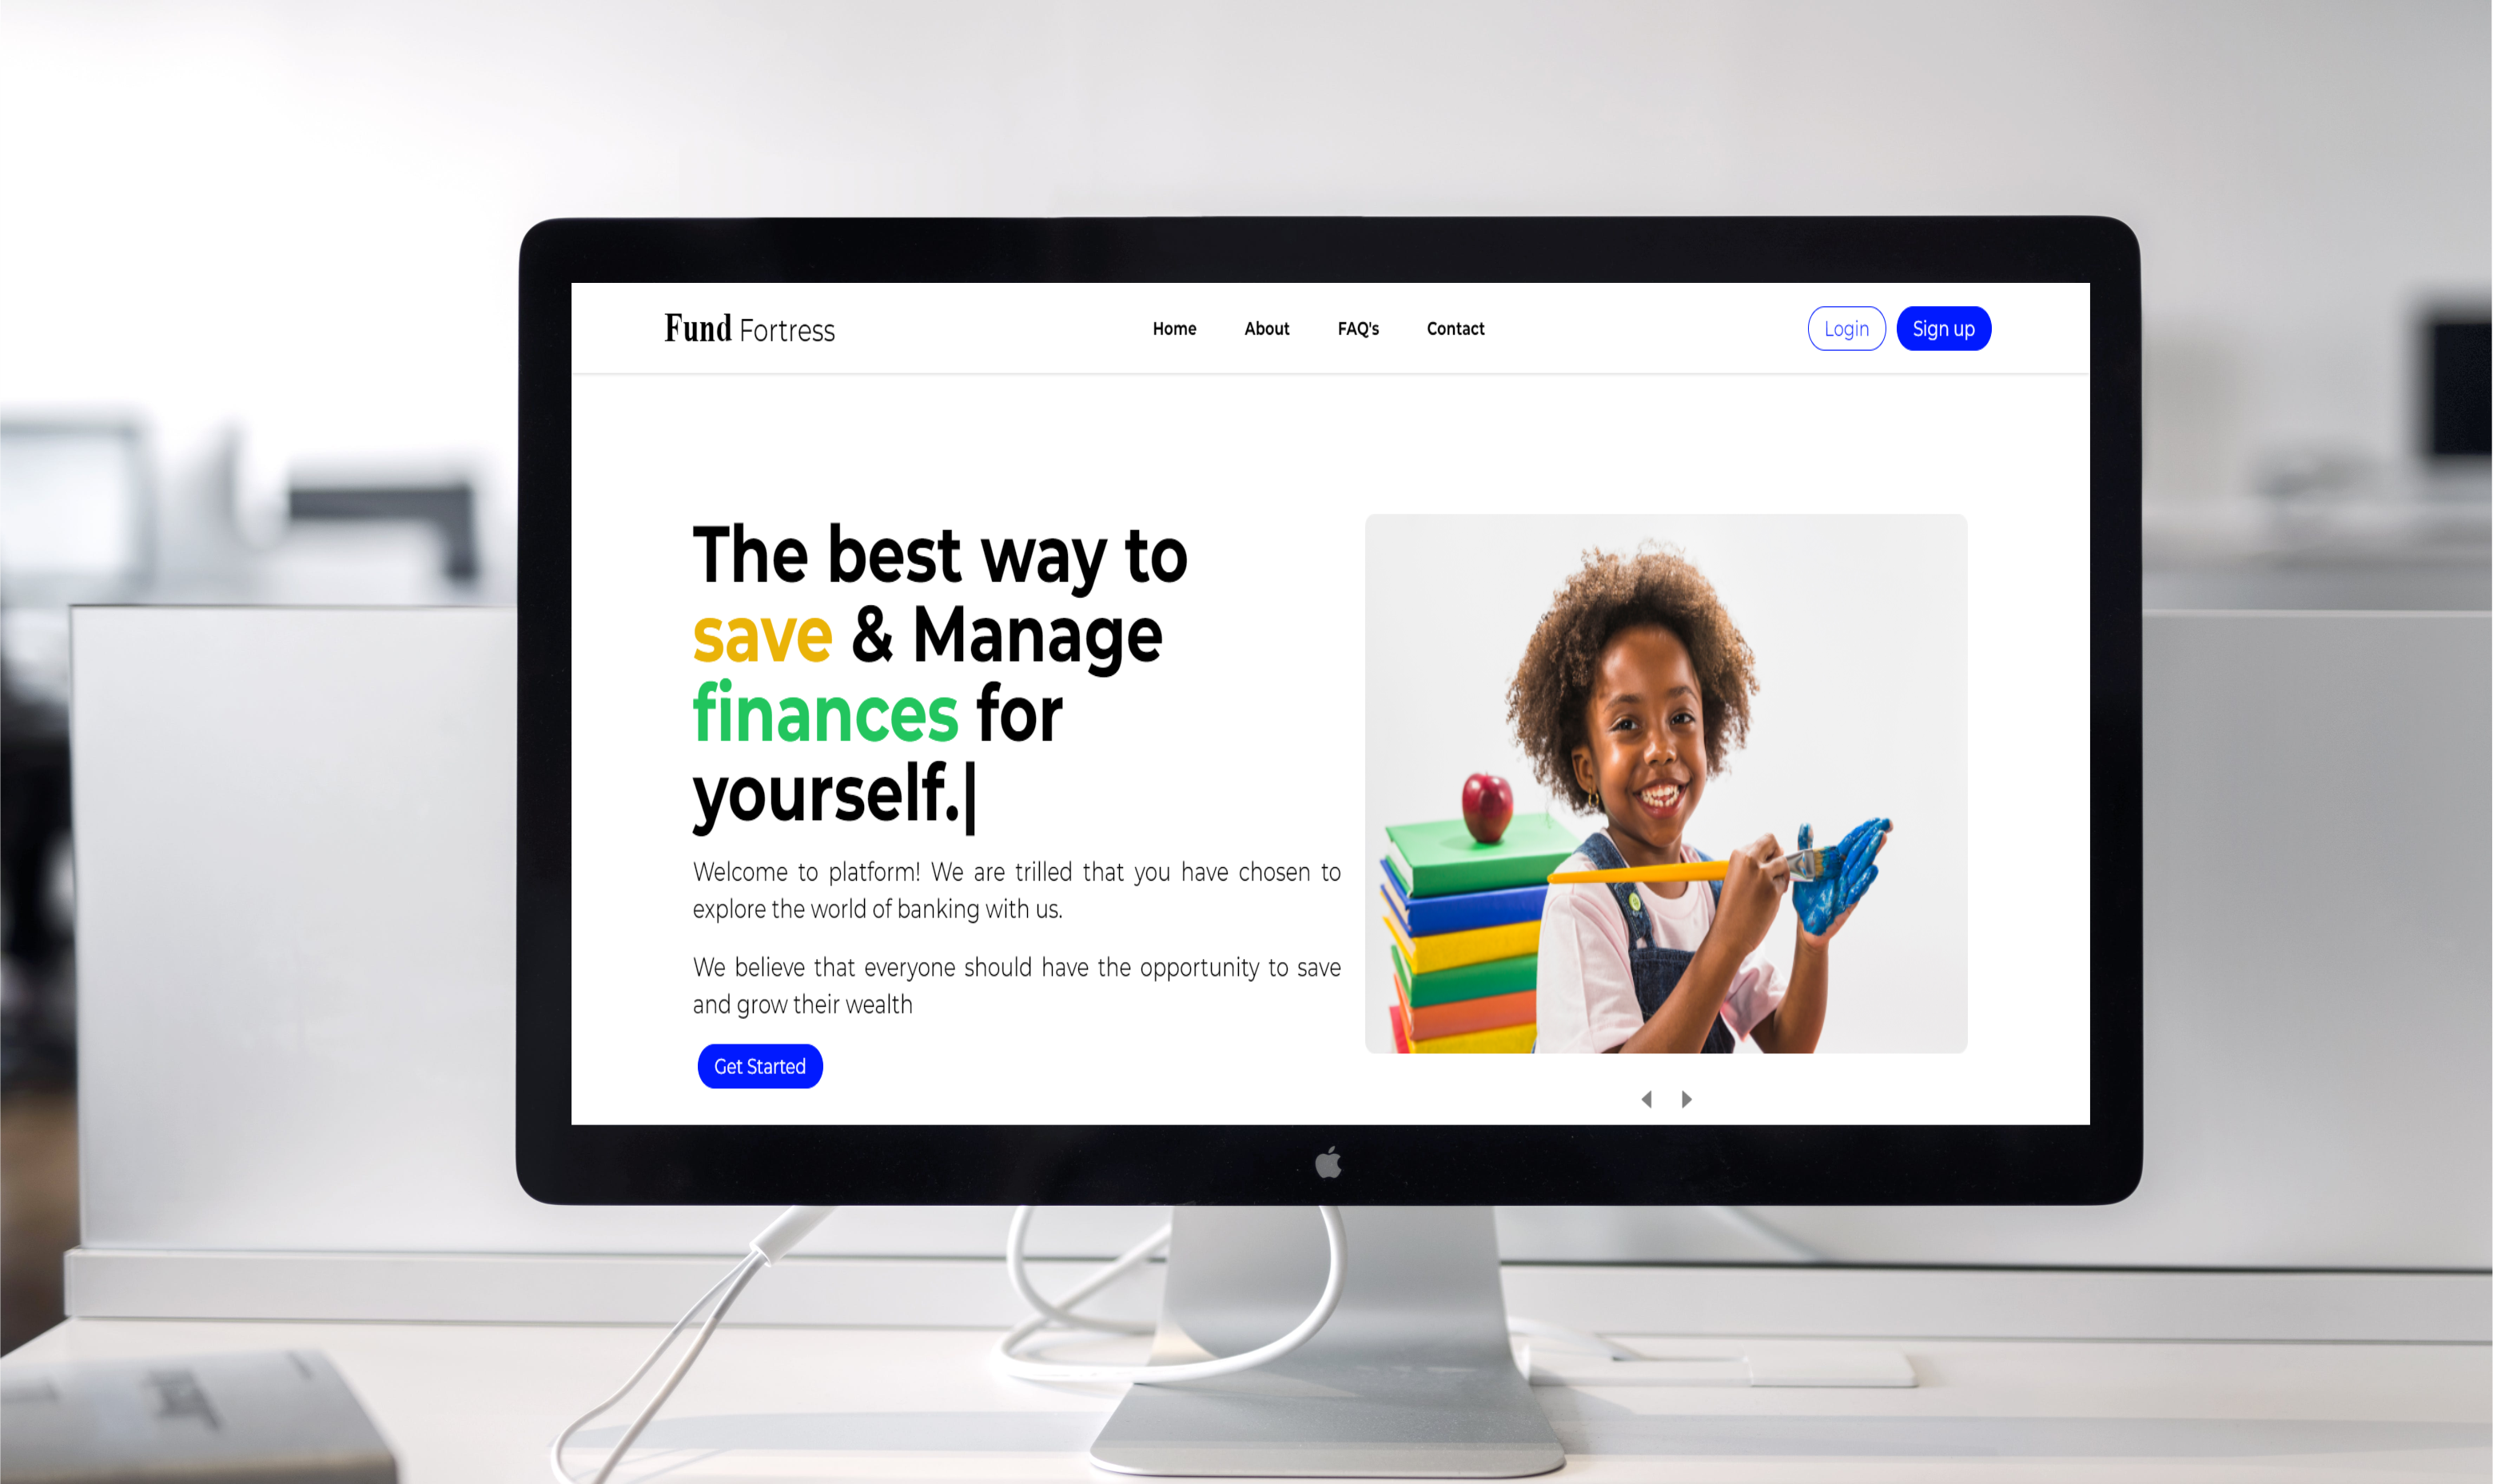 Fund Fortress
Home About FAQ's Contact
Login Sign up
The best way to
save & Manage
finances for
yourself.|
Welcome to platform! We are trilled that you have chosen to
explore the world of banking with us.
We believe that everyone should have the opportunity to save
and grow their wealth
Get Started